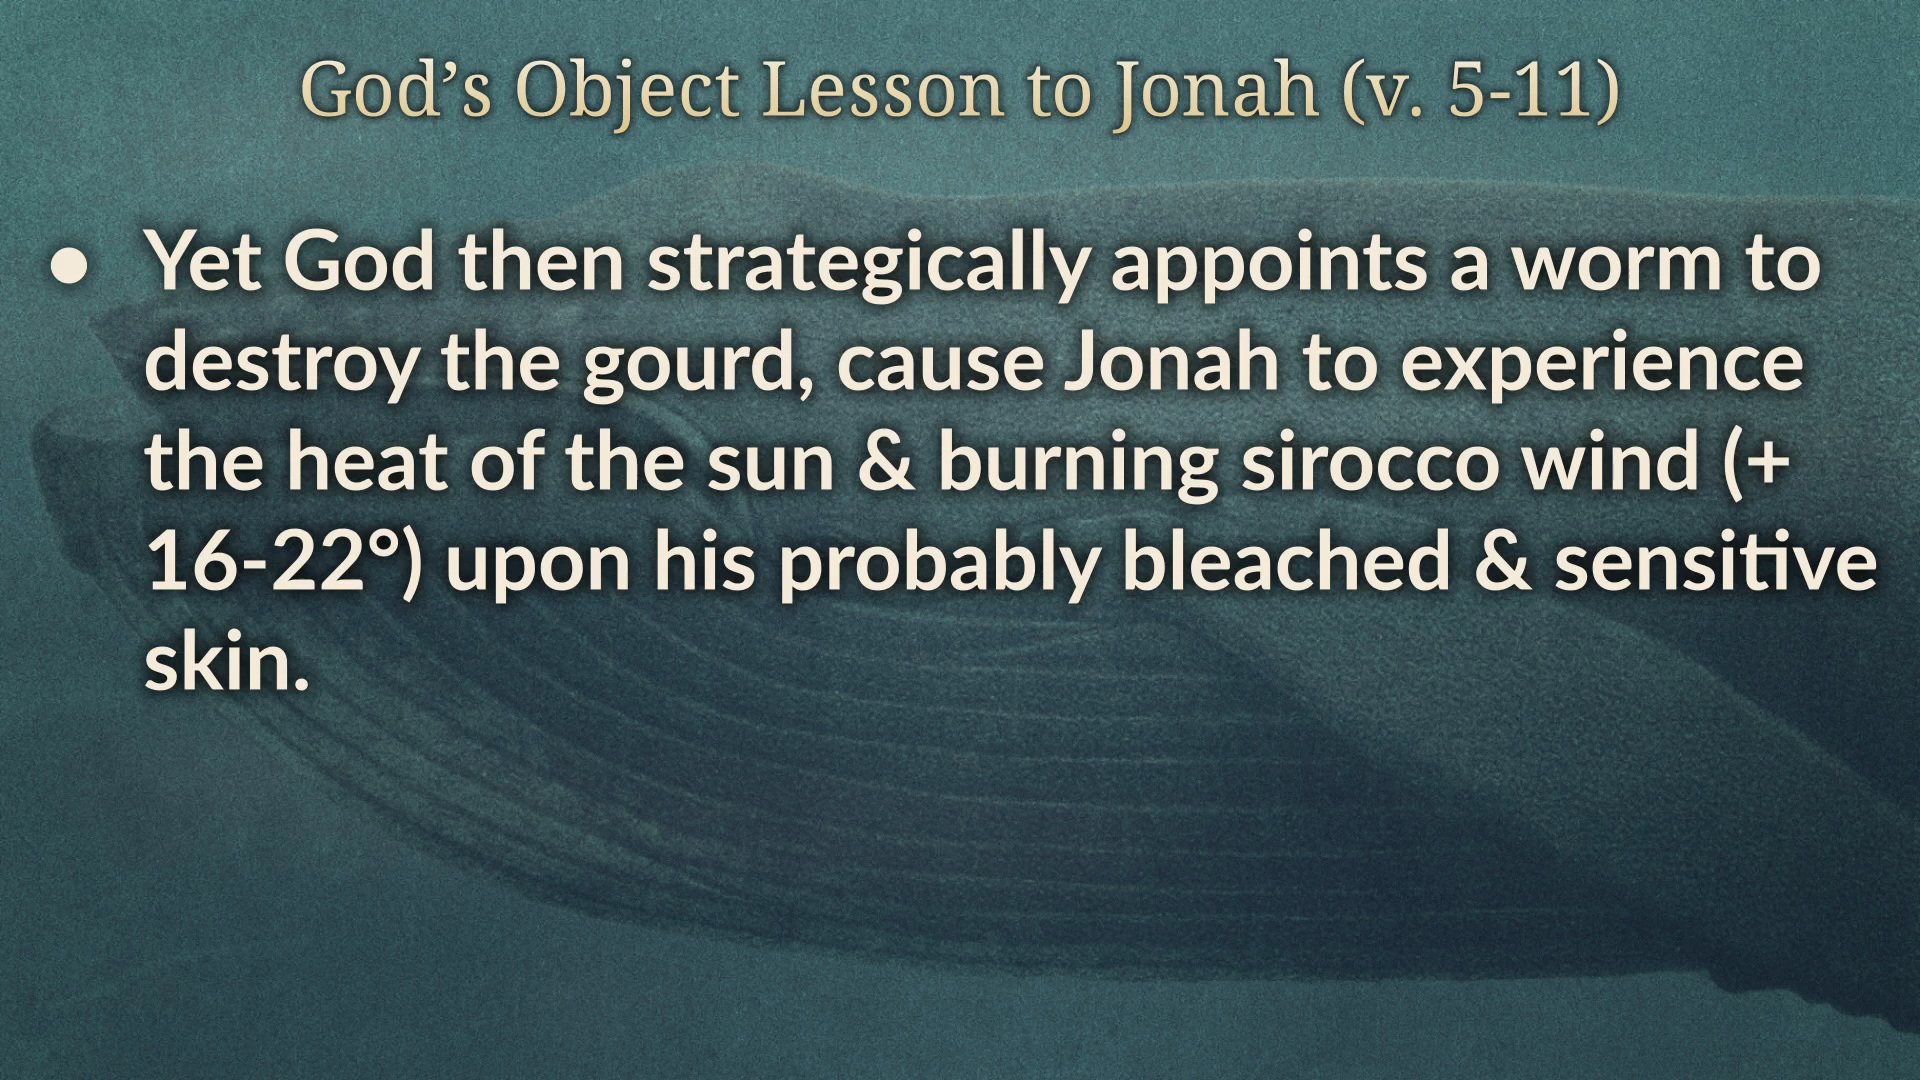 God’s Object Lesson to Jonah (v. 5-11)
• Yet God then strategically appoints a worm to
destroy the gourd, cause Jonah to experience
the heat of the sun & burning sirocco wind (+
16-22°) upon his probably bleached & sensitive
skin.